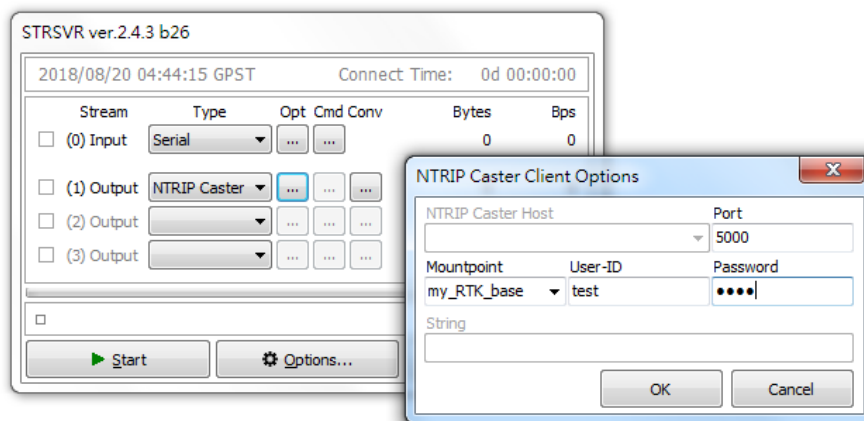 STRSVR ver.2.4.3 b26
2018/08/20 04:44:15 GPST Connect Time: 0d 00:00:00
Stream Type Opt Cmd Conv Bytes Bps
(0) Input Serial ... ... 0 0
(1) Output NTRIP Caster ... ... ...
(2) Output ... ... ...
(3) Output ... ... ...
Start Options...
NTRIP Caster Client Options
NTRIP Caster Host Port
5000
Mountpoint User-ID Password
my_RTK_base test ●●●●
String
OK Cancel